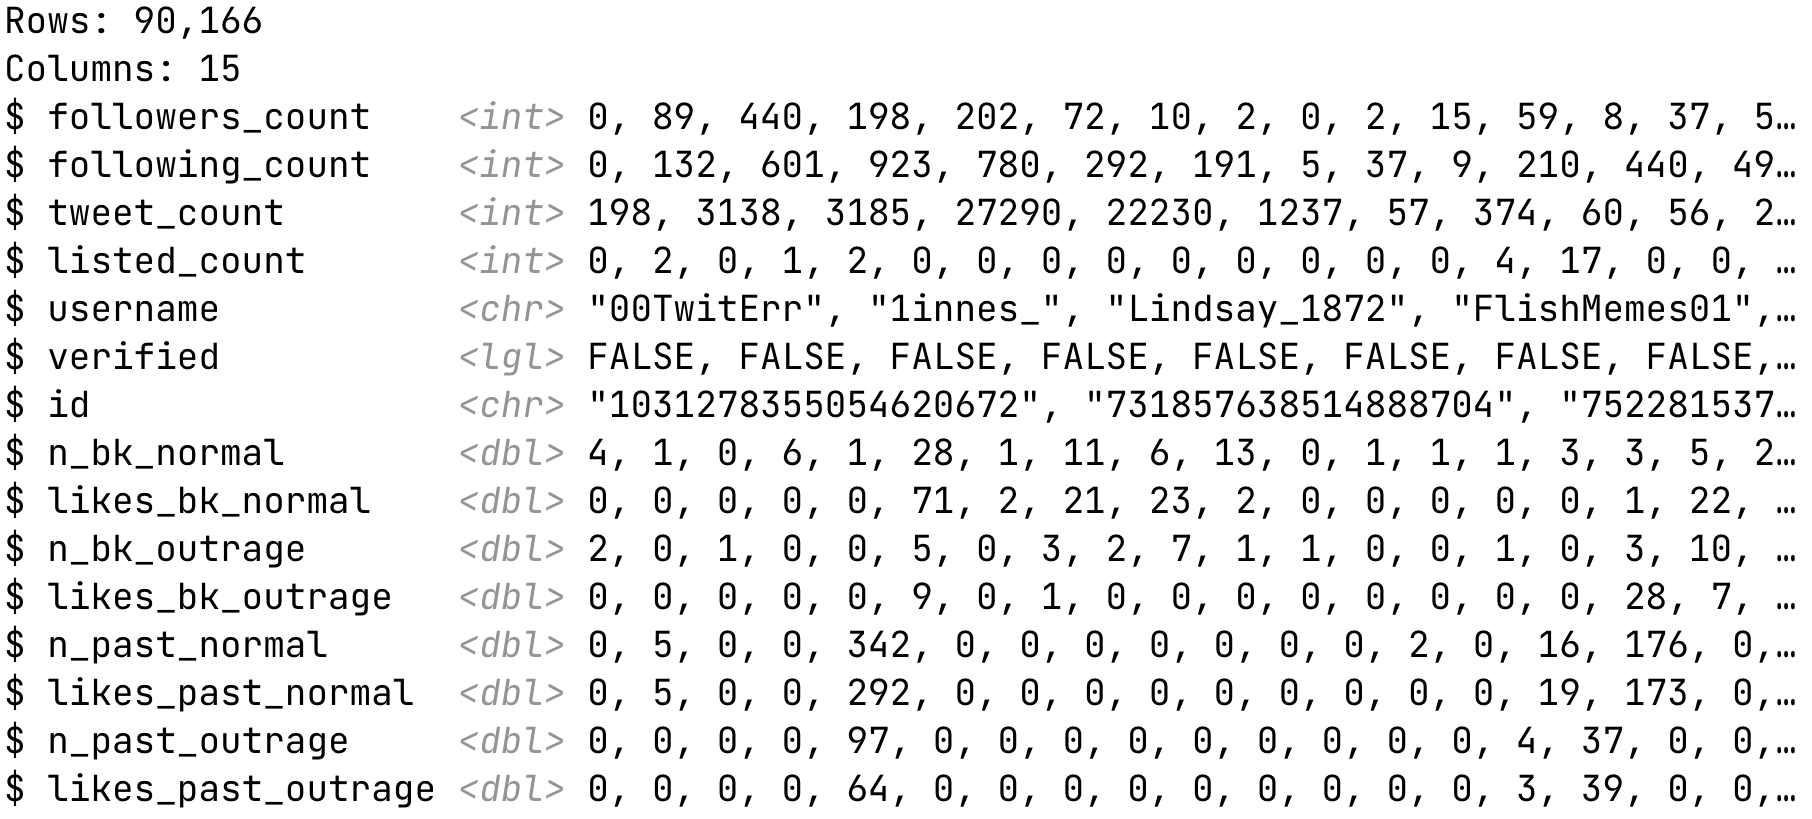 Rows: 90,166
Columns: 15
$ followers_count    <int> 0, 89, 440, 198, 202, 72, 10, 2, 0, 2, 15, 59, 8, 37, 5…
$ following_count    <int> 0, 132, 601, 923, 780, 292, 191, 5, 37, 9, 210, 440, 49…
$ tweet_count        <int> 198, 3138, 3185, 27290, 22230, 1237, 57, 374, 60, 56, 2…
$ listed_count       <int> 0, 2, 0, 1, 2, 0, 0, 0, 0, 0, 0, 0, 0, 0, 4, 17, 0, 0, …
$ username           <chr> "00TwitErr", "1innes_", "Lindsay_1872", "FlishMemes01",…
$ verified           <lgl> FALSE, FALSE, FALSE, FALSE, FALSE, FALSE, FALSE, FALSE,…
$ id                 <chr> "1031278355054620672", "731857638514888704", "752281537…
$ n_bk_normal        <dbl> 4, 1, 0, 6, 1, 28, 1, 11, 6, 13, 0, 1, 1, 1, 3, 3, 5, 2…
$ likes_bk_normal    <dbl> 0, 0, 0, 0, 0, 71, 2, 21, 23, 2, 0, 0, 0, 0, 0, 1, 22, …
$ n_bk_outrage       <dbl> 2, 0, 1, 0, 0, 5, 0, 3, 2, 7, 1, 1, 0, 0, 1, 0, 3, 10, …
$ likes_bk_outrage   <dbl> 0, 0, 0, 0, 0, 9, 0, 1, 0, 0, 0, 0, 0, 0, 0, 0, 28, 7, …
$ n_past_normal      <dbl> 0, 5, 0, 0, 342, 0, 0, 0, 0, 0, 0, 0, 2, 0, 16, 176, 0,…
$ likes_past_normal  <dbl> 0, 5, 0, 0, 292, 0, 0, 0, 0, 0, 0, 0, 0, 0, 19, 173, 0,…
$ n_past_outrage     <dbl> 0, 0, 0, 0, 97, 0, 0, 0, 0, 0, 0, 0, 0, 0, 4, 37, 0, 0,…
$ likes_past_outrage <dbl> 0, 0, 0, 0, 64, 0, 0, 0, 0, 0, 0, 0, 0, 0, 3, 39, 0, 0,…